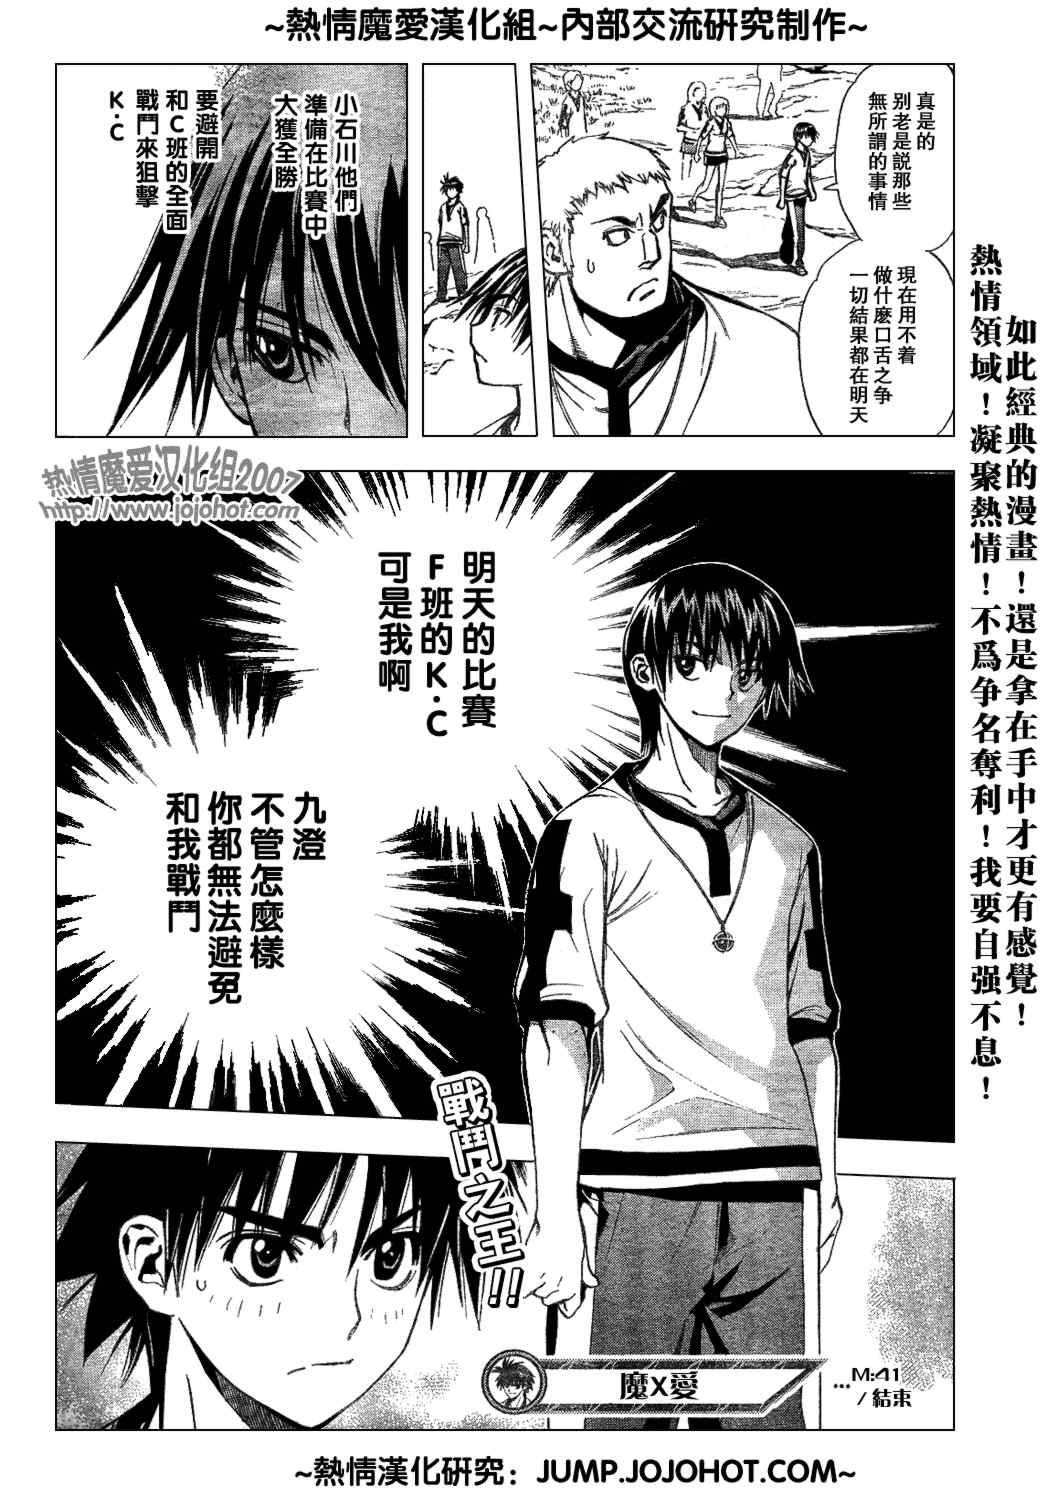 ~熱情魔愛漢化組~內部交流研究制作~
真是的
别老是説那些
無所謂的事情
現在用不着
做什麼口舌之争
一切結果都在明天
小石川他們
準備在比賽中
大獲全勝
要避開
和C班的全面
戰鬥來狙擊
K.C
如此經典的漫畫！還是拿在手中才更有感覺！
熱情領域！凝聚熱情！不爲争名奪利！我要自强不息！
熱情魔爱汉化组2007
http://www.jojohot.com
明天的比賽
F班的K.C
可是我啊
九澄
不管怎麼樣
你都無法避免
和我戰鬥
戰鬥之王!!
魔X愛
...M:41
/結束
~熱情漢化研究：JUMP.JOJOHOT.COM~